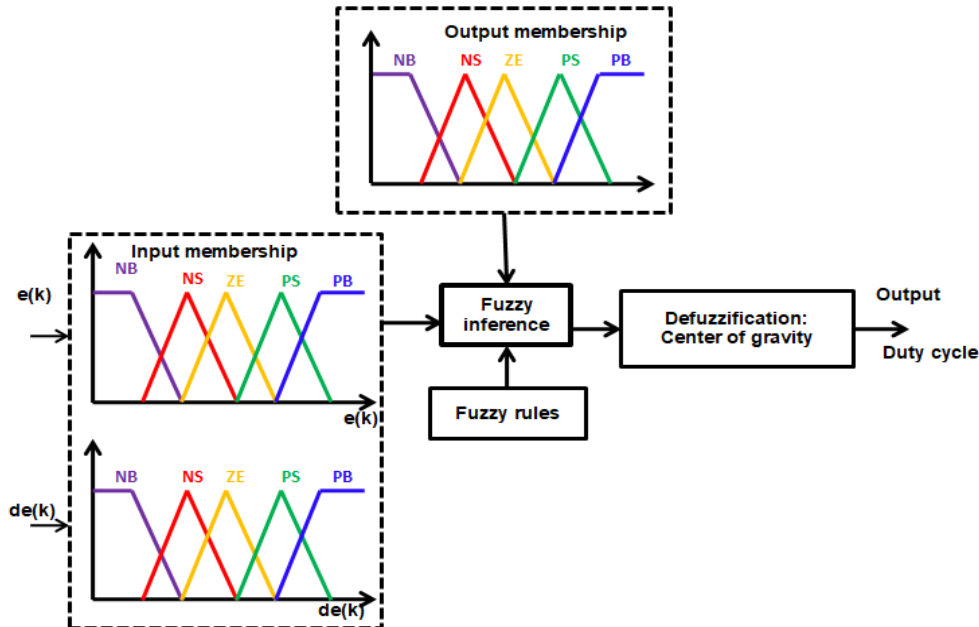 Output membership
NB NS ZE PS PB
Input membership
NB NS ZE PS PB
e(k)
e(k)
NB NS ZE PS PB
de(k)
de(k)
Fuzzy
inference
Fuzzy rules
Defuzzification:
Center of gravity
Output
Duty cycle